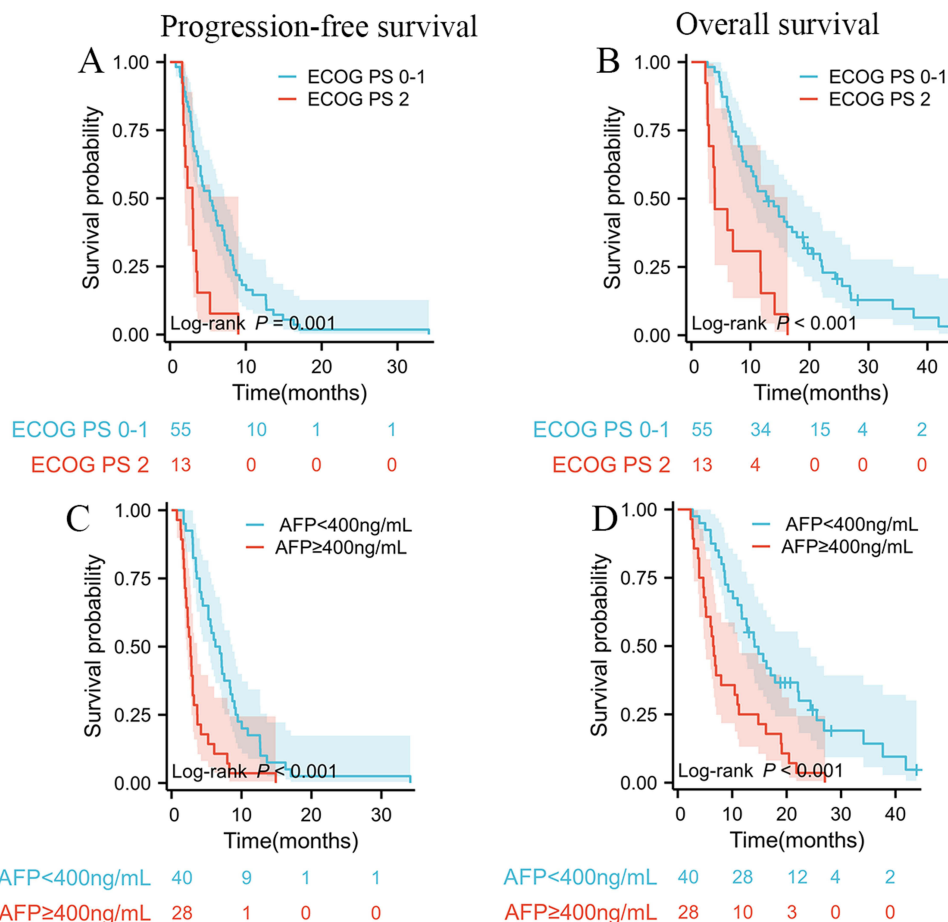 Progression-free survival
Overall survival
A
1.00
0.75
0.50
0.25
0.00
Survival probability
ECOG PS 0-1
ECOG PS 2
Log-rank P = 0.001
0 10 20 30
Time(months)
ECOG PS 0-1 55 10 1 1
ECOG PS 2 13 0 0 0
B
1.00
0.75
0.50
0.25
0.00
Survival probability
ECOG PS 0-1
ECOG PS 2
Log-rank P < 0.001
0 10 20 30 40
Time(months)
ECOG PS 0-1 55 34 15 4 2
ECOG PS 2 13 4 0 0 0
C
1.00
0.75
0.50
0.25
0.00
Survival probability
AFP<400ng/mL
AFP≥400ng/mL
Log-rank P < 0.001
0 10 20 30
Time(months)
AFP<400ng/mL 40 9 1 1
AFP≥400ng/mL 28 1 0 0
D
1.00
0.75
0.50
0.25
0.00
Survival probability
AFP<400ng/mL
AFP≥400ng/mL
Log-rank P < 0.001
0 10 20 30 40
Time(months)
AFP<400ng/mL 40 28 12 4 2
AFP≥400ng/mL 28 10 3 0 0